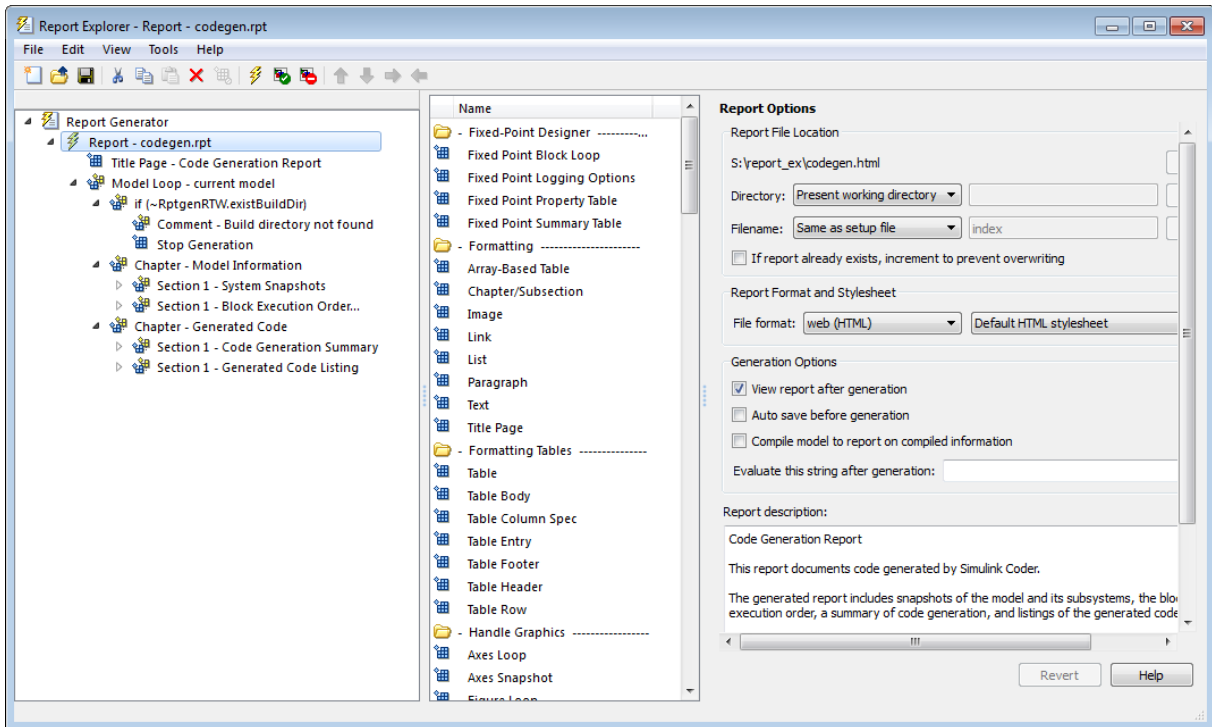 Report Explorer - Report - codegen.rpt
File Edit View Tools Help
Report Generator
Report - codegen.rpt
Title Page - Code Generation Report
Model Loop - current model
if (~RptgenRTW.existBuildDir)
Comment - Build directory not found
Stop Generation
Chapter - Model Information
Section 1 - System Snapshots
Section 1 - Block Execution Order...
Chapter - Generated Code
Section 1 - Code Generation Summary
Section 1 - Generated Code Listing
Name
- Fixed-Point Designer ---------...
Fixed Point Block Loop
Fixed Point Logging Options
Fixed Point Property Table
Fixed Point Summary Table
- Formatting ----------------------
Array-Based Table
Chapter/Subsection
Image
Link
List
Paragraph
Text
Title Page
- Formatting Tables ---------------
Table
Table Body
Table Column Spec
Table Entry
Table Footer
Table Header
Table Row
- Handle Graphics -----------------
Axes Loop
Axes Snapshot
Figure Loop
Report Options
Report File Location
S:\report_ex\codegen.html
Directory: Present working directory
Filename: Same as setup file index
If report already exists, increment to prevent overwriting
Report Format and Stylesheet
File format: web (HTML) Default HTML stylesheet
Generation Options
View report after generation
Auto save before generation
Compile model to report on compiled information
Evaluate this string after generation:
Report description:
Code Generation Report
This report documents code generated by Simulink Coder.
The generated report includes snapshots of the model and its subsystems, the blo
execution order, a summary of code generation, and listings of the generated code
Revert Help